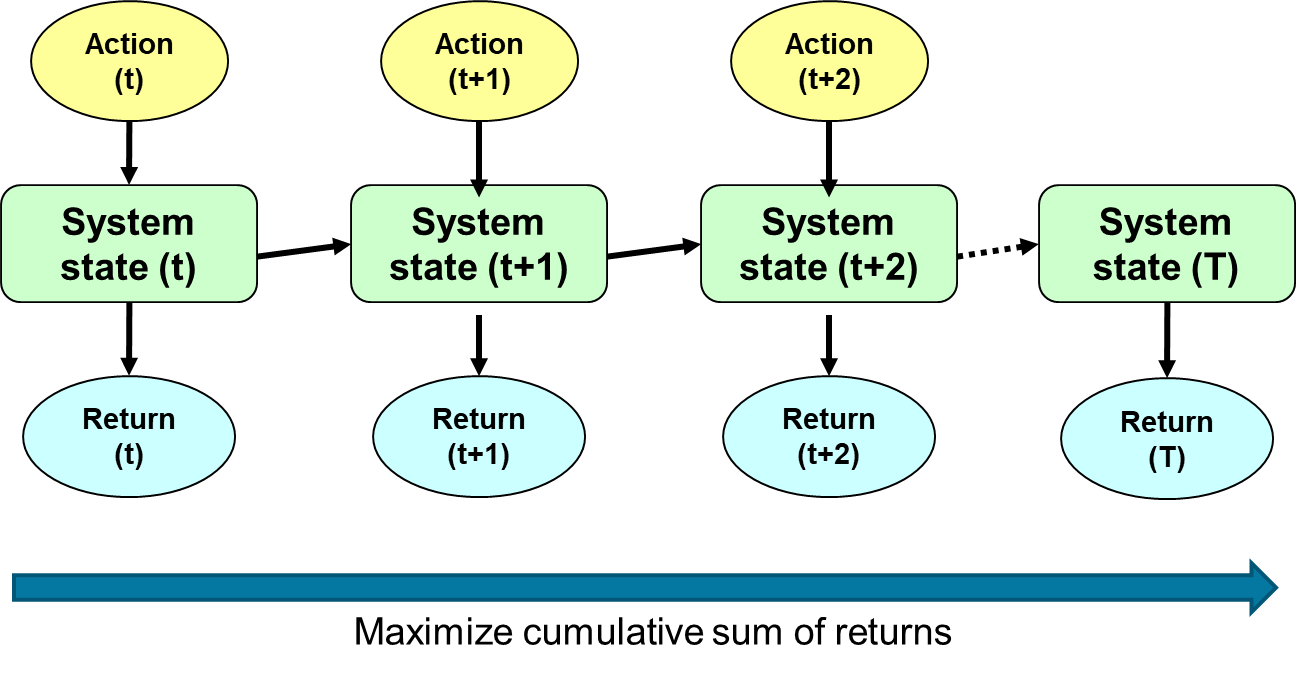 Action
(t)
Action
(t+1)
Action
(t+2)
System
state (t)
System
state (t+1)
System
state (t+2)
System
state (T)
Return
(t)
Return
(t+1)
Return
(t+2)
Return
(T)
Maximize cumulative sum of returns